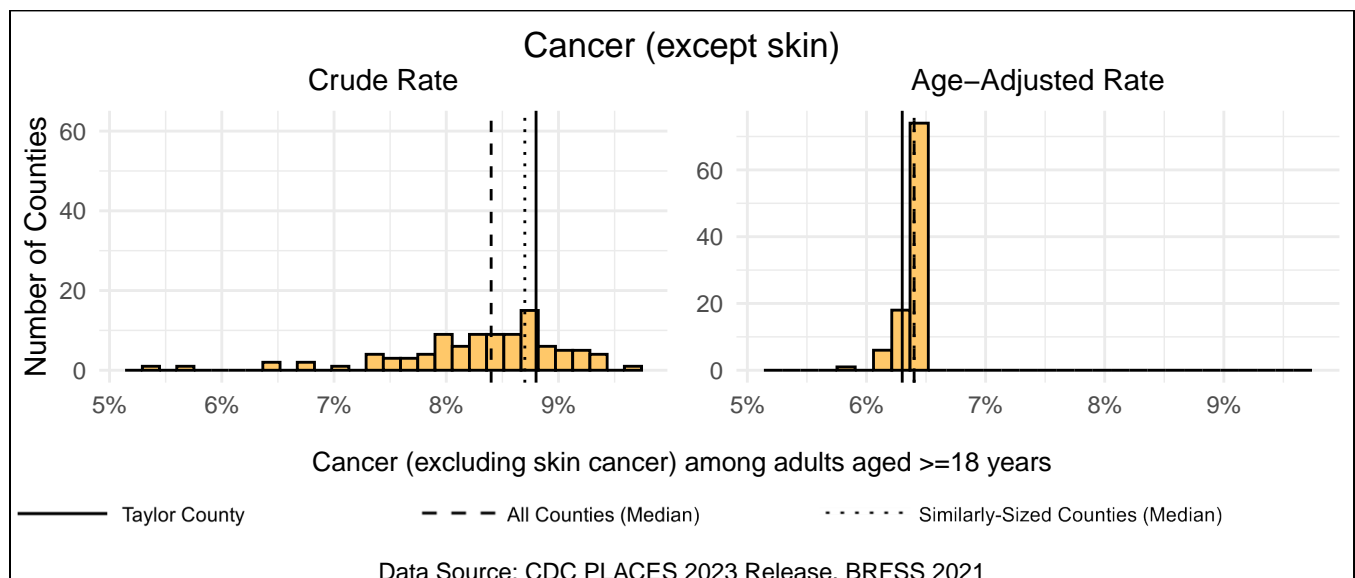 Cancer (except skin)
Crude Rate
Age−Adjusted Rate
Number of Counties
60
40
20
0
5%
6%
7%
8%
9%
60
40
20
0
5%
6%
7%
8%
9%
Cancer (excluding skin cancer) among adults aged >=18 years
Taylor County
All Counties (Median)
Similarly-Sized Counties (Median)
Data Source: CDC PLACES 2023 Release, BRFSS 2021